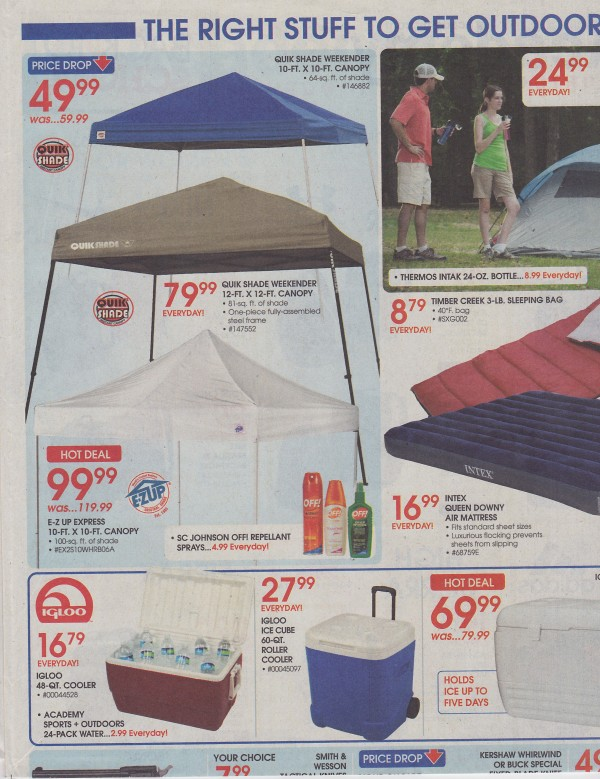 THE RIGHT STUFF TO GET OUTDOOR
PRICE DROP
49.99
was...59.99
QUIK SHADE
QUIK SHADE WEEKENDER
10-FT. X 10-FT. CANOPY
• 64-sq. ft. of shade
• #146882
QUIK SHADE
79.99
EVERYDAY!
QUIK SHADE WEEKENDER
12-FT. X 12-FT. CANOPY
• 81-sq. ft. of shade
• One-piece fully-assembled
steel frame
• #147552
QUIK SHADE
HOT DEAL
99.99
was...119.99
E-Z UP
E-Z UP EXPRESS
10-FT. X 10-FT. CANOPY
• 100-sq. ft. of shade
• #EX2S10WHRB06A
OFF!
OFF!
OFF!
• SC JOHNSON OFF! REPELLANT
SPRAYS...4.99 Everyday!
24.99
EVERYDAY!
• THERMOS INTAK 24-OZ. BOTTLE...8.99 Everyday!
8.79
EVERYDAY!
TIMBER CREEK 3-LB. SLEEPING BAG
• 40°F. bag
• #SXG002
INTEX
16.99
EVERYDAY!
INTEX
QUEEN DOWNY
AIR MATTRESS
• Fits standard sheet sizes
• Luxurious flocking prevents
sheets from slipping
• #68759E
IGLOO
16.79
EVERYDAY!
IGLOO
48-QT. COOLER
• #00044528
• ACADEMY
SPORTS + OUTDOORS
24-PACK WATER...2.99 Everyday!
27.99
EVERYDAY!
IGLOO
ICE CUBE
60-QT.
ROLLER
COOLER
• #00045097
HOT DEAL
69.99
was...79.99
HOLDS
ICE UP TO
FIVE DAYS
YOUR CHOICE
7.99
SMITH &
WESSON
TACTICAL KNIVES
PRICE DROP
KERSHAW WHIRLWIND
OR BUCK SPECIAL